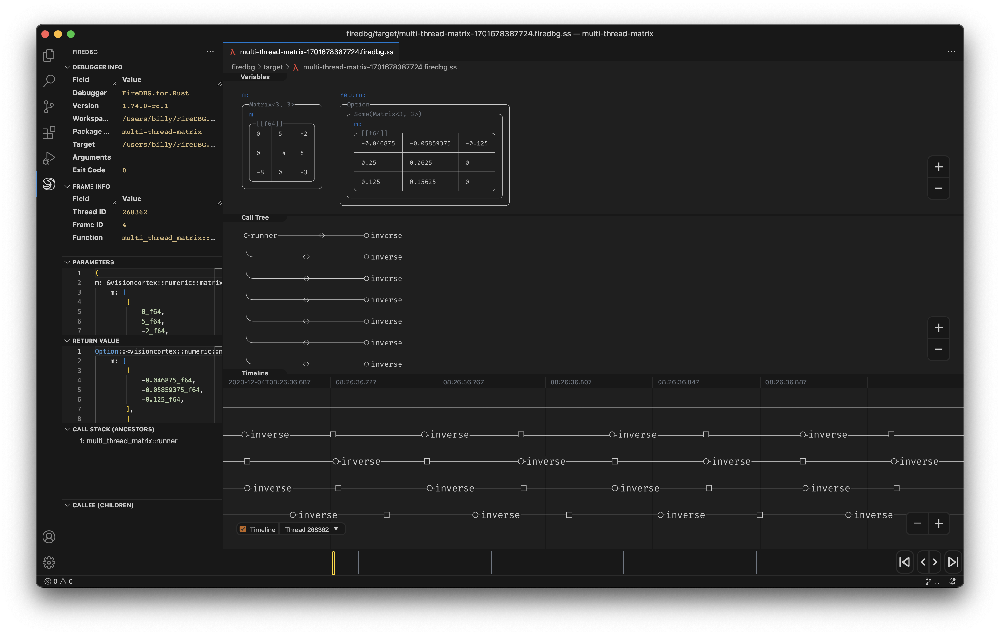 firedbg/target/multi-thread-matrix-1701678387724.firedbg.ss — multi-thread-matrix
FIREDBG
DEBUGGER INFO
Field Value
Debugger FireDBG.for.Rust
Version 1.74.0-rc.1
Workspa... /Users/billy/FireDBG....
Package ... multi-thread-matrix
Target /Users/billy/FireDBG....
Arguments
Exit Code 0
FRAME INFO
Field Value
Thread ID 268362
Frame ID 4
Function multi_thread_matrix::...
PARAMETERS
1 (
2 m: &visioncortex::numeric::matrix
3 m: [
4 [
5 0_f64,
6 5_f64,
7 -2_f64,
RETURN VALUE
1 Option::<visioncortex::numeric::m
2 m: [
3 [
4 -0.046875_f64,
5 -0.05859375_f64,
6 -0.125_f64,
7 ],
8 [
CALL STACK (ANCESTORS)
1: multi_thread_matrix::runner
CALLEE (CHILDREN)
multi-thread-matrix-1701678387724.firedbg.ss
firedbg > target > multi-thread-matrix-1701678387724.firedbg.ss
Variables
m:
Matrix<3, 3>
m:
[[f64]]
0 5 -2
0 -4 8
-8 0 -3
return:
Option
Some(Matrix<3, 3>)
m:
[[f64]]
-0.046875 -0.05859375 -0.125
0.25 0.0625 0
0.125 0.15625 0
Call Tree
runner <> inverse
<> inverse
<> inverse
<> inverse
<> inverse
<> inverse
<> inverse
Timeline
2023-12-04T08:26:36.687 08:26:36.727 08:26:36.767 08:26:36.807 08:26:36.847 08:26:36.887
inverse inverse inverse inverse
inverse inverse inverse inverse
inverse inverse inverse inverse
inverse inverse inverse inverse
Timeline Thread 268362
0 0 ...